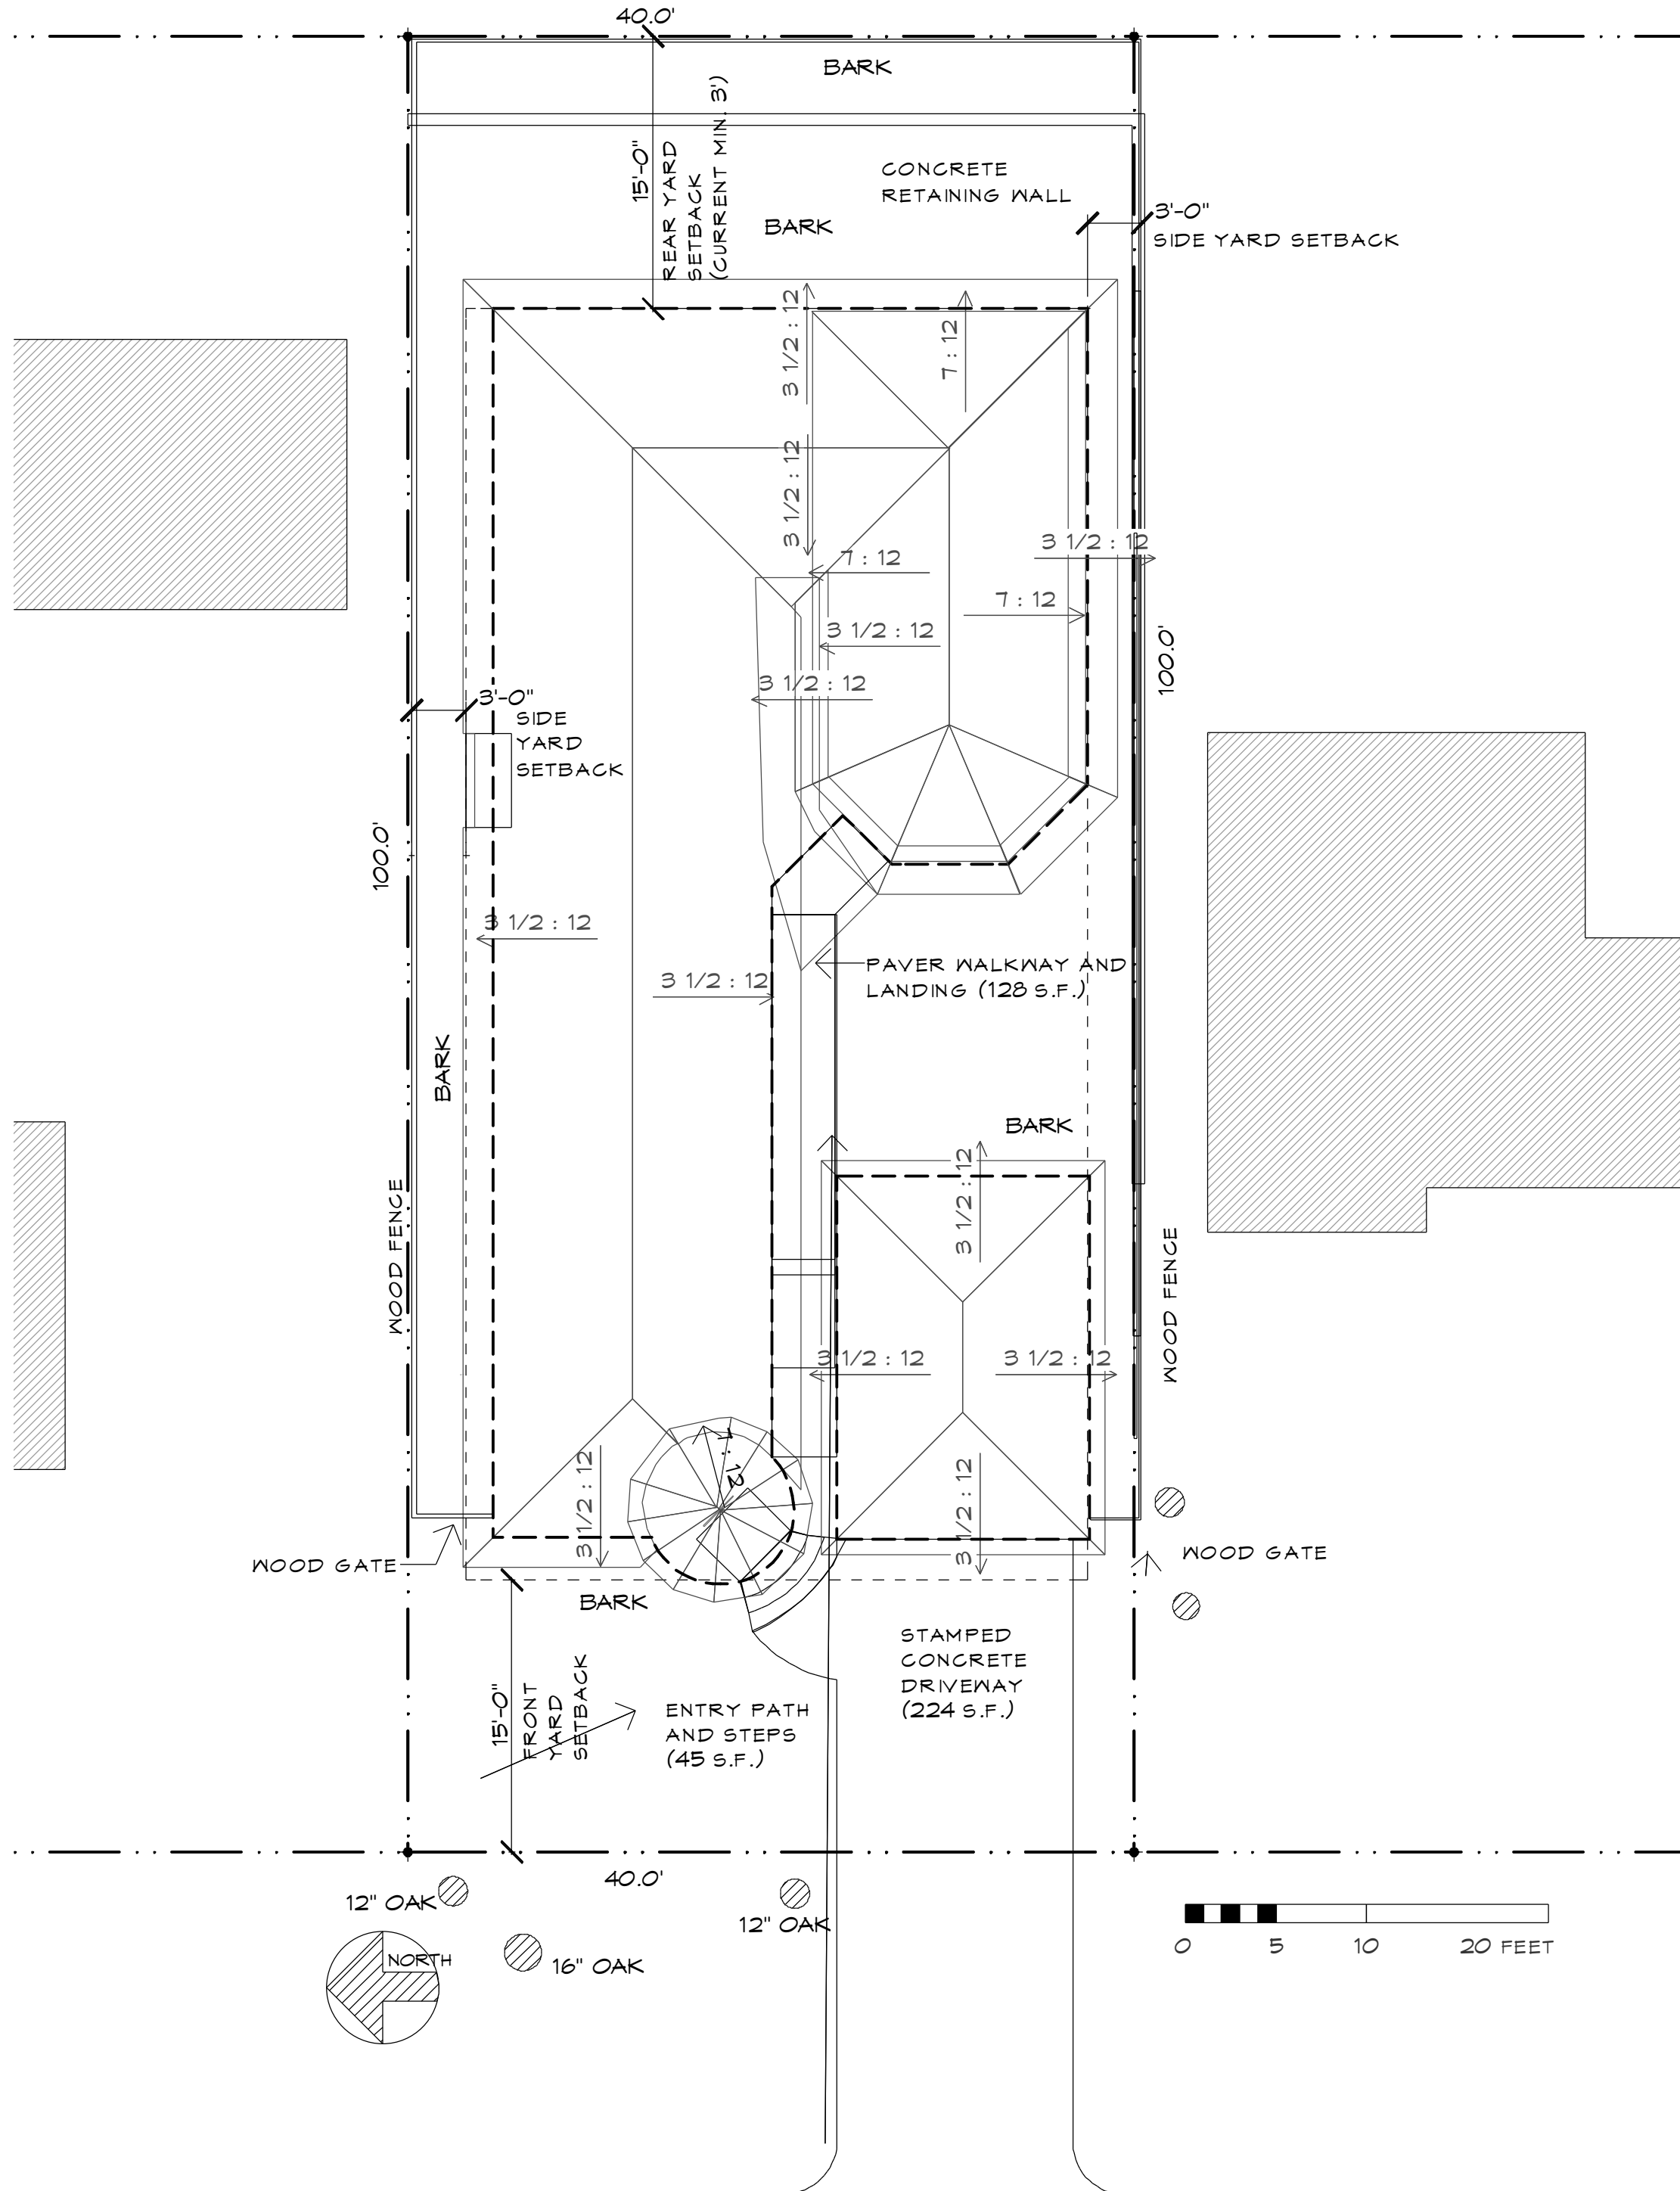 40.0'
BARK
15'-0"
REAR YARD
SETBACK
(CURRENT MIN. 3')
CONCRETE
RETAINING WALL
BARK
3'-0"
SIDE YARD SETBACK
3 1/2 : 12
7 : 12
3 1/2 : 12
3 1/2 : 12
7 : 12
7 : 12
3 1/2 : 12
3 1/2 : 12
100.0'
3'-0"
SIDE
YARD
SETBACK
100.0'
3 1/2 : 12
3 1/2 : 12
PAVER WALKWAY AND
LANDING (128 S.F.)
BARK
BARK
3 1/2 : 12
WOOD FENCE
WOOD FENCE
3 1/2 : 12
3 1/2 : 12
7 : 12
3 1/2 : 12
3 1/2 : 12
WOOD GATE
WOOD GATE
BARK
STAMPED
CONCRETE
DRIVEWAY
(224 S.F.)
15'-0"
FRONT
YARD
SETBACK
ENTRY PATH
AND STEPS
(45 S.F.)
40.0'
12" OAK
12" OAK
NORTH
16" OAK
0 5 10 20 FEET